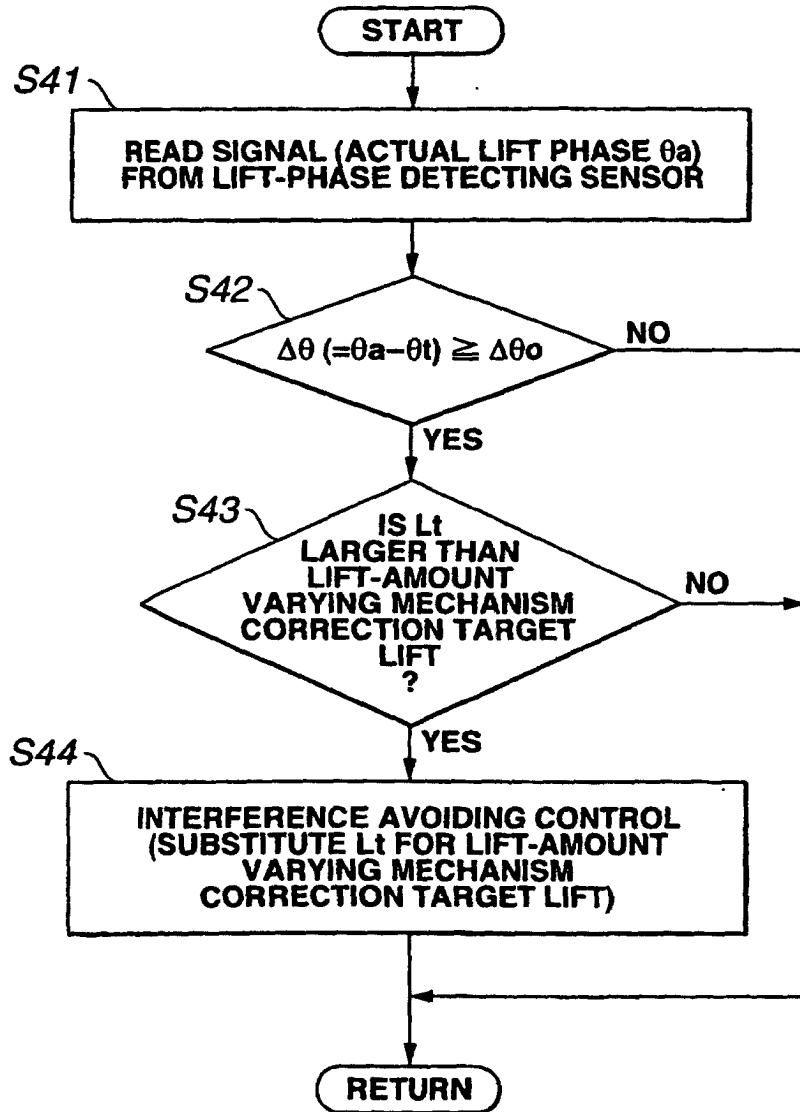 START
S41
READ SIGNAL (ACTUAL LIFT PHASE θa)
FROM LIFT-PHASE DETECTING SENSOR
S42
Δθ (=θa−θt) ≧ Δθo
NO
YES
S43
IS Lt
LARGER THAN
LIFT-AMOUNT
VARYING MECHANISM
CORRECTION TARGET
LIFT
?
NO
YES
S44
INTERFERENCE AVOIDING CONTROL
(SUBSTITUTE Lt FOR LIFT-AMOUNT
VARYING MECHANISM
CORRECTION TARGET LIFT)
RETURN